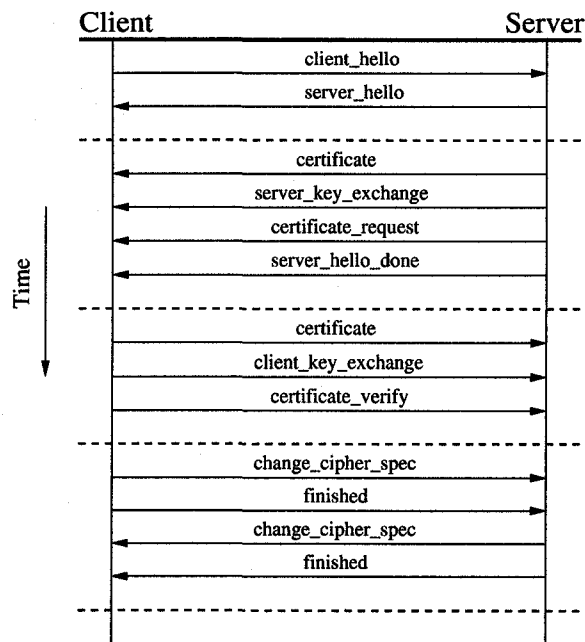 Client
Server
client_hello
server_hello
certificate
server_key_exchange
certificate_request
server_hello_done
Time
certificate
client_key_exchange
certificate_verify
change_cipher_spec
finished
change_cipher_spec
finished